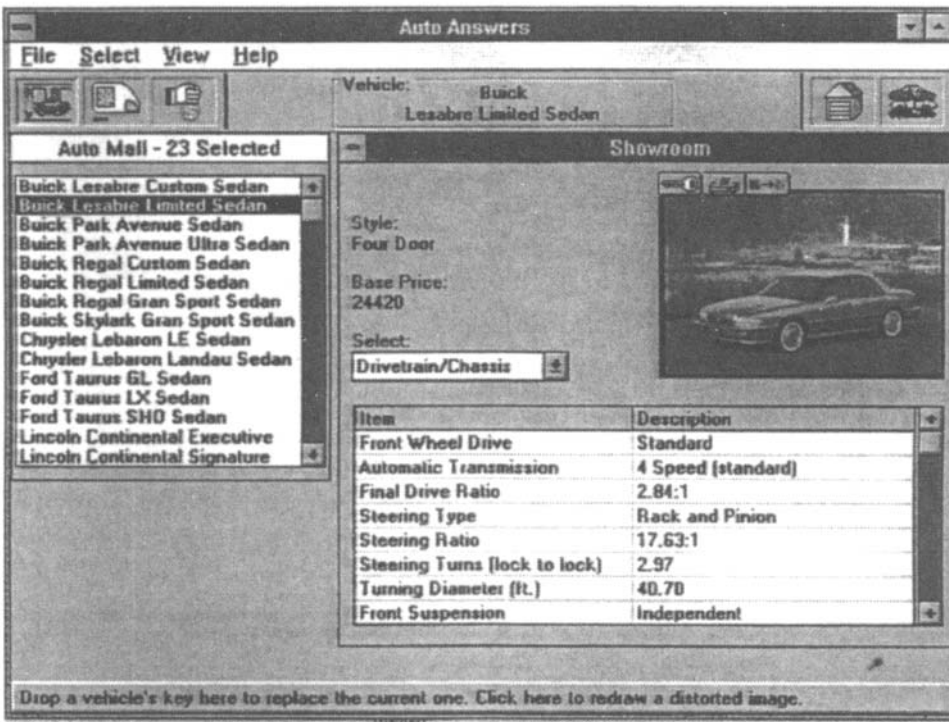 Auto Answers
File Select View Help
Vehicle: Buick
Lesabre Limited Sedan
Auto Mall - 23 Selected
Buick Lesabre Custom Sedan
Buick Lesabre Limited Sedan
Buick Park Avenue Sedan
Buick Park Avenue Ultra Sedan
Buick Regal Custom Sedan
Buick Regal Limited Sedan
Buick Regal Gran Sport Sedan
Buick Skylark Gran Sport Sedan
Chrysler Lebaron LE Sedan
Chrysler Lebaron Landau Sedan
Ford Taurus GL Sedan
Ford Taurus LX Sedan
Ford Taurus SHO Sedan
Lincoln Continental Executive
Lincoln Continental Signature
Showroom
Style:
Four Door
Base Price:
24420
Select:
Drivetrain/Chassis
Item Description
Front Wheel Drive Standard
Automatic Transmission 4 Speed (standard)
Final Drive Ratio 2.84:1
Steering Type Rack and Pinion
Steering Ratio 17.63:1
Steering Turns (lock to lock) 2.97
Turning Diameter (ft.) 40.70
Front Suspension Independent
Drop a vehicle's key here to replace the current one. Click here to redraw a distorted image.